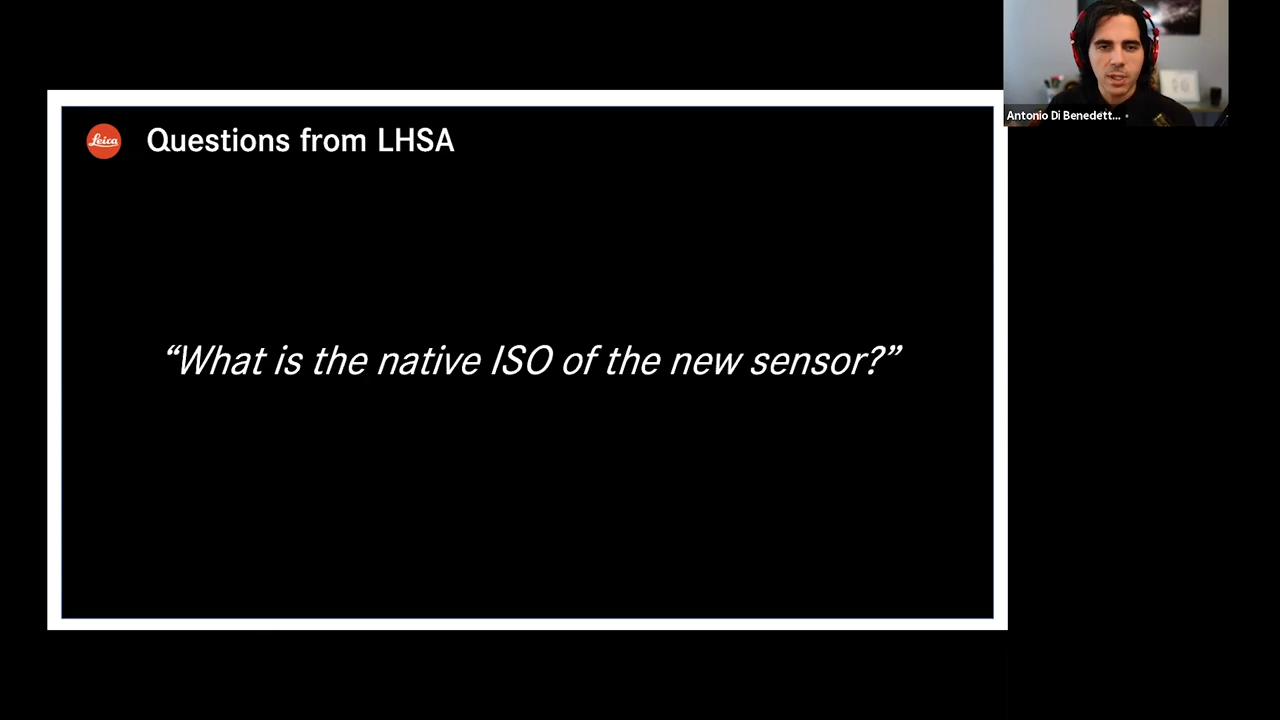 Leica
Questions from LHSA
“What is the native ISO of the new sensor?”
Antonio Di Benedett...